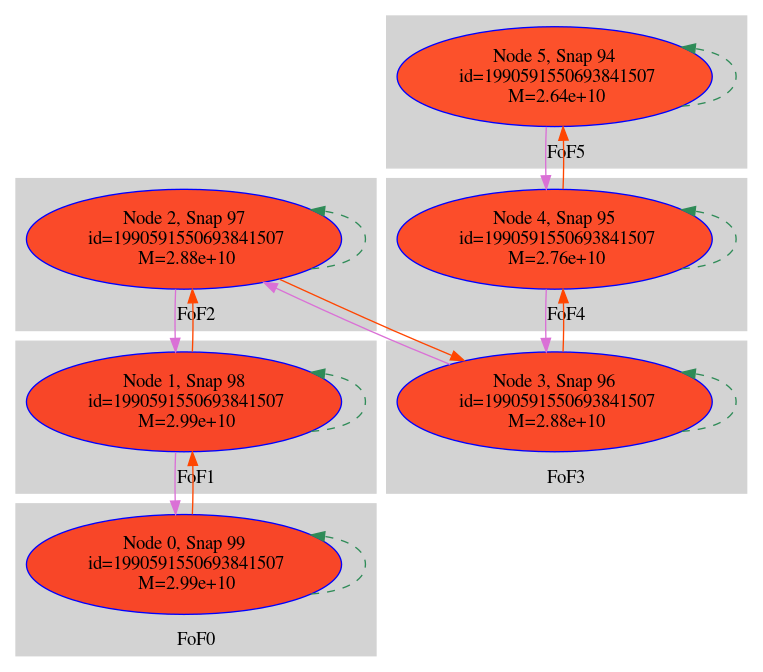 Node 5, Snap 94
id=1990591550693841507
M=2.64e+10
FoF5
Node 2, Snap 97
id=1990591550693841507
M=2.88e+10
FoF2
Node 4, Snap 95
id=1990591550693841507
M=2.76e+10
FoF4
Node 1, Snap 98
id=1990591550693841507
M=2.99e+10
FoF1
Node 3, Snap 96
id=1990591550693841507
M=2.88e+10
FoF3
Node 0, Snap 99
id=1990591550693841507
M=2.99e+10
FoF0